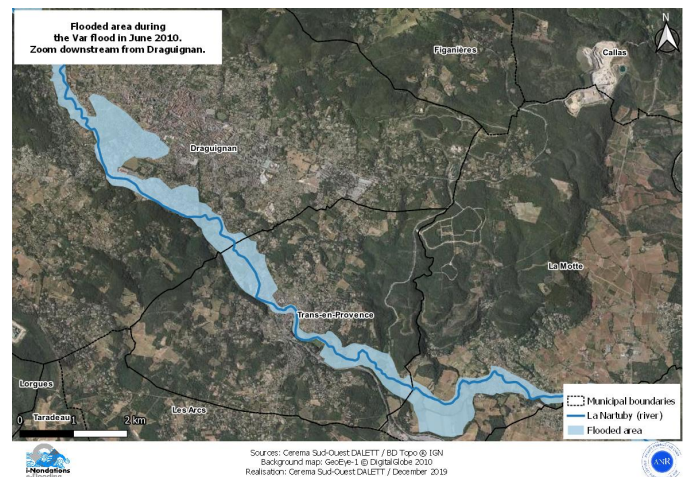 Flooded area during
the Var flood in June 2010.
Zoom downstream from Draguignan.
N
Figanières
Callas
Draguignan
La Motte
Trans-en-Provence
Lorgues
Taradeau
Les Arcs
0 1 2 km
Municipal boundaries
La Nartuby (river)
Flooded area
i-Nondations
e-Flooding
Sources: Cerema Sud-Ouest DALETT / BD Topo ® IGN
Background map: GeoEye-1 © DigitalGlobe 2010
Realisation: Cerema Sud-Ouest DALETT / December 2019
ANR